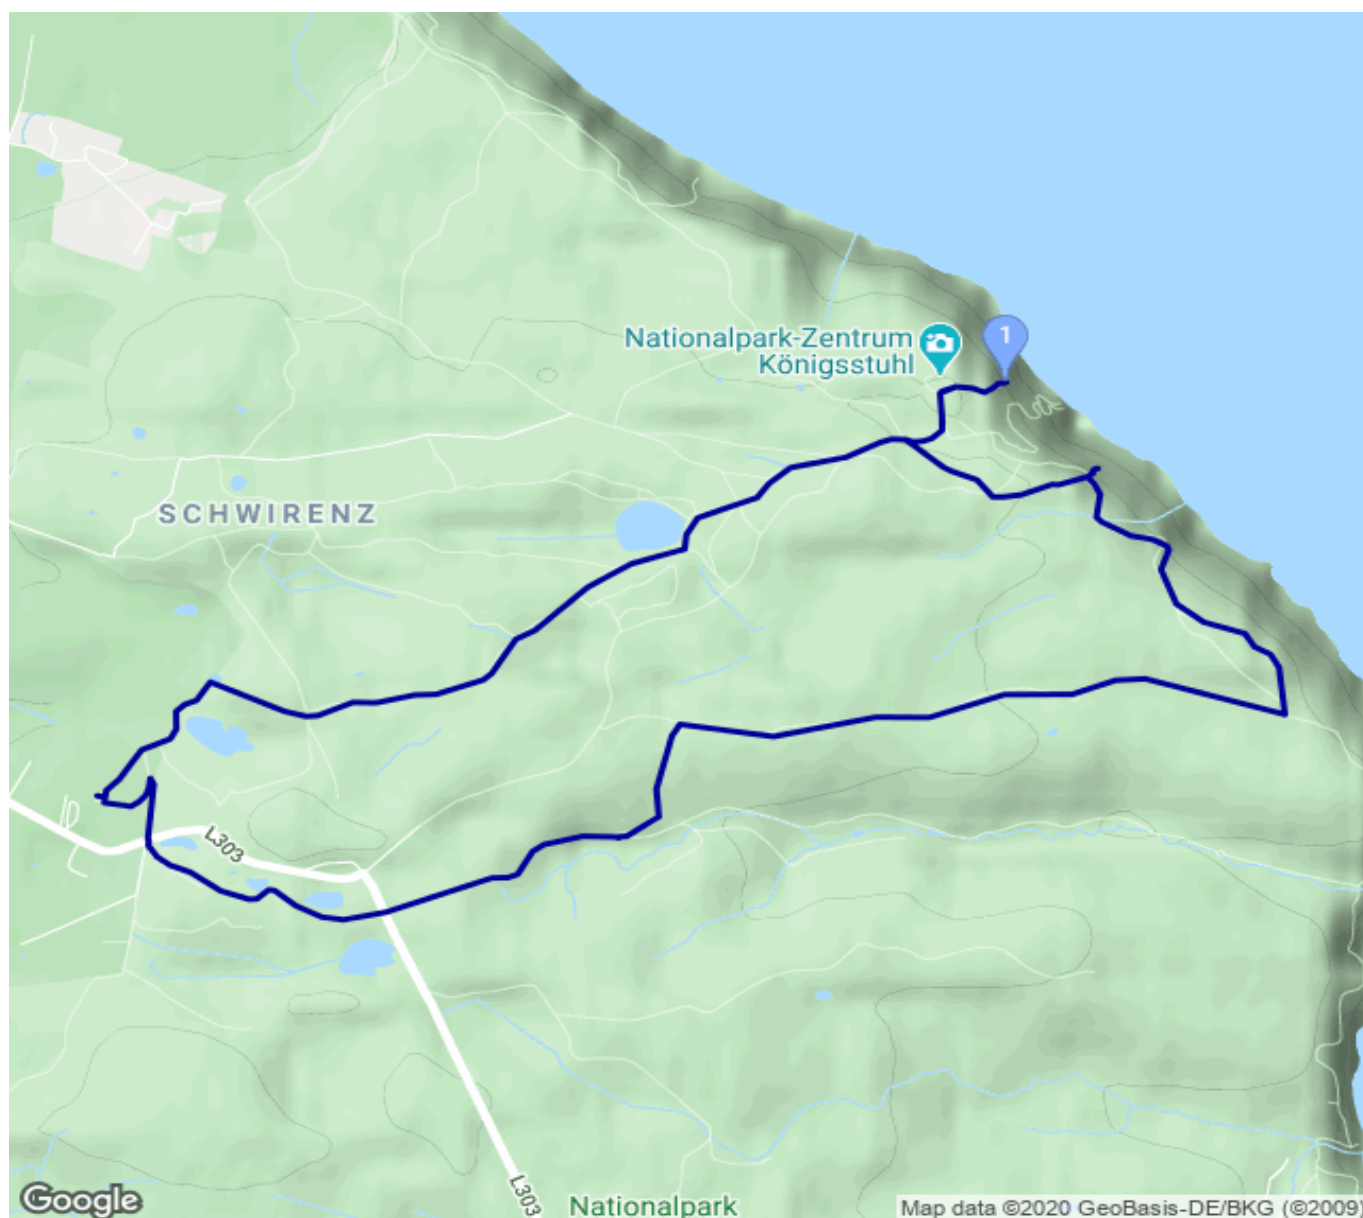 1
Nationalpark-Zentrum
Königsstuhl
SCHWIRENZ
L303
L303
Google
Nationalpark
Map data ©2020 GeoBasis-DE/BKG (©2009)